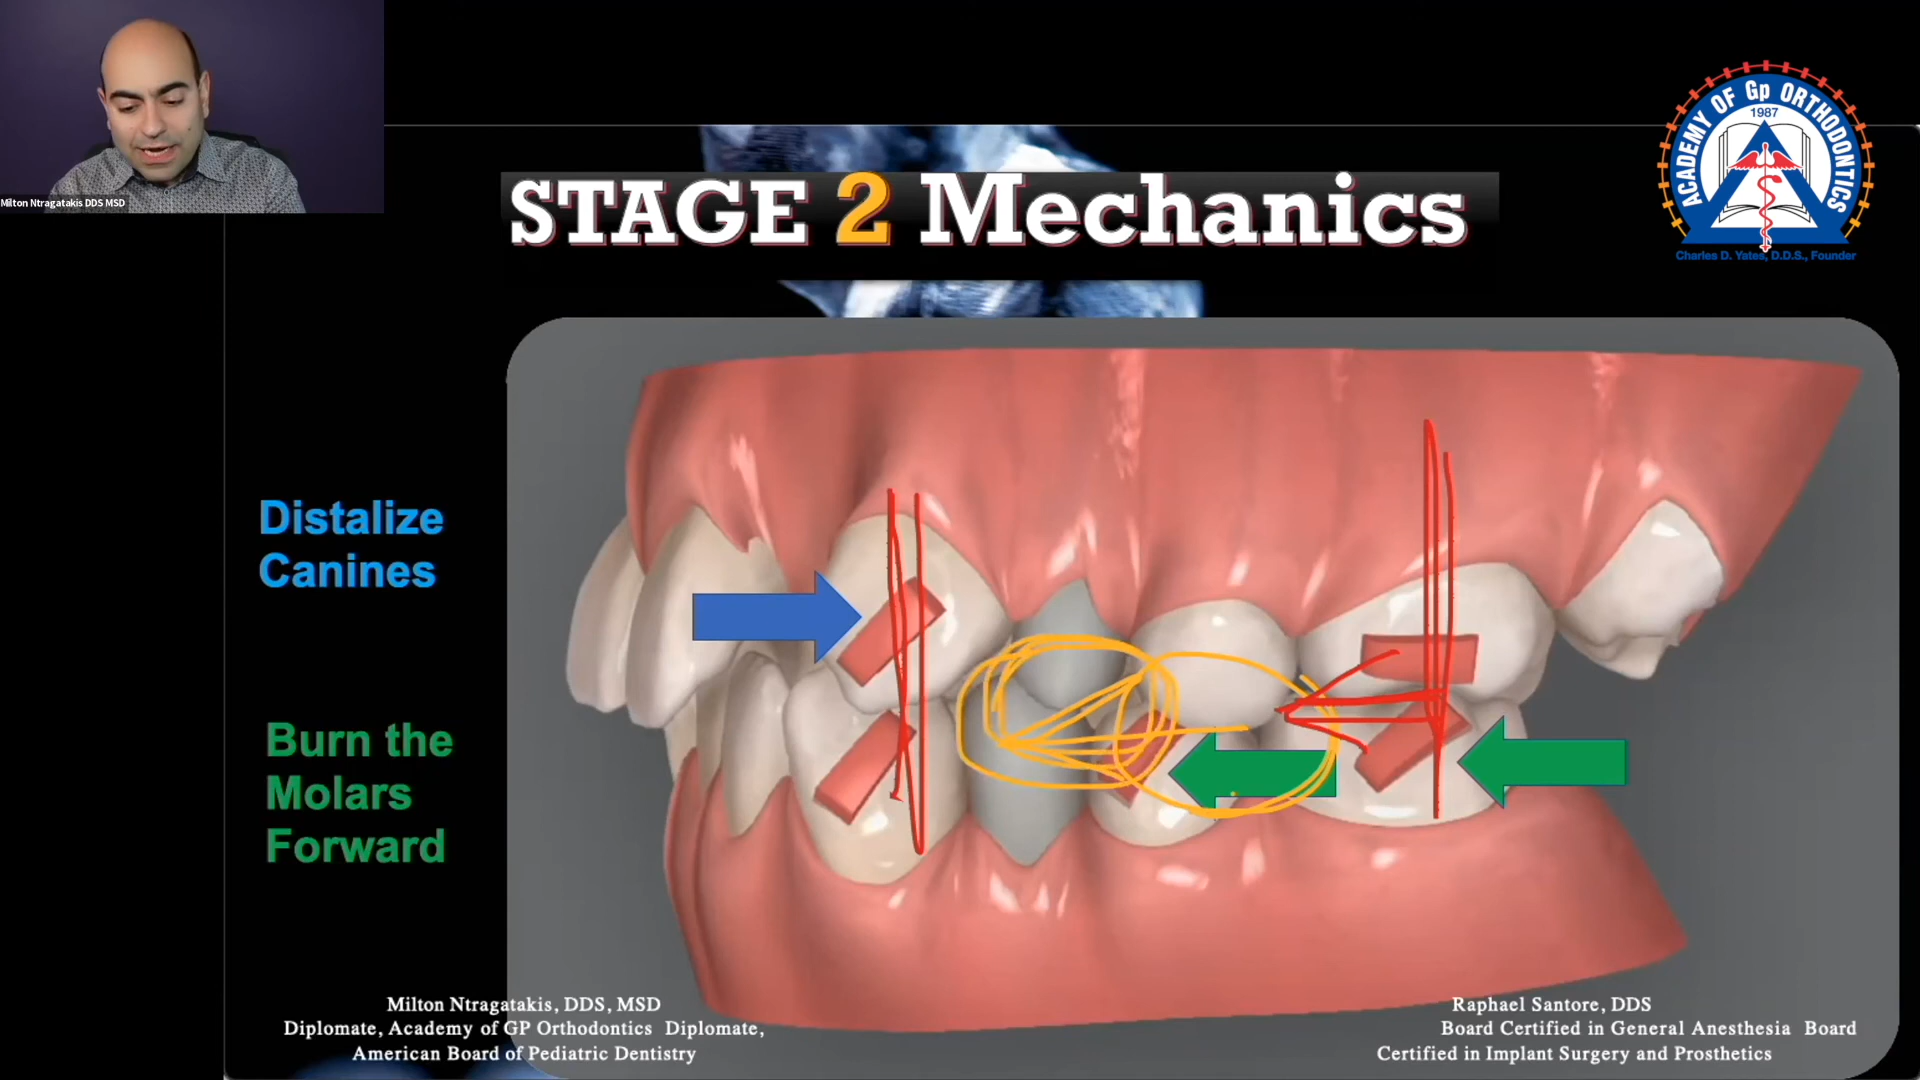 Milton Ntragatakis DDS MSD
ACADEMY OF Gp ORTHODONTICS
1987
Charles D. Yates, D.D.S., Founder
STAGE 2 Mechanics
Distalize
Canines
Burn the
Molars
Forward
Milton Ntragatakis, DDS, MSD
Diplomate, Academy of GP Orthodontics Diplomate,
American Board of Pediatric Dentistry
Raphael Santore, DDS
Board Certified in General Anesthesia Board
Certified in Implant Surgery and Prosthetics